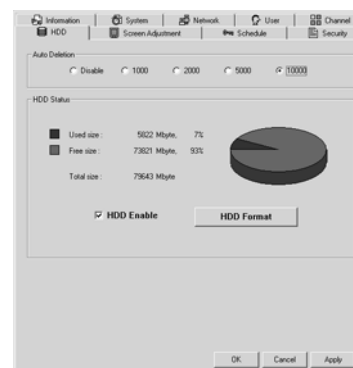 Information System Network User Channel
HDD Screen Adjustment Schedule Security
Auto Deletion
Disable 1000 2000 5000 10000
HDD Status
Used size : 5822 Mbyte, 7%
Free size : 73821 Mbyte, 93%
Total size : 79643 Mbyte
HDD Enable HDD Format
OK Cancel Apply